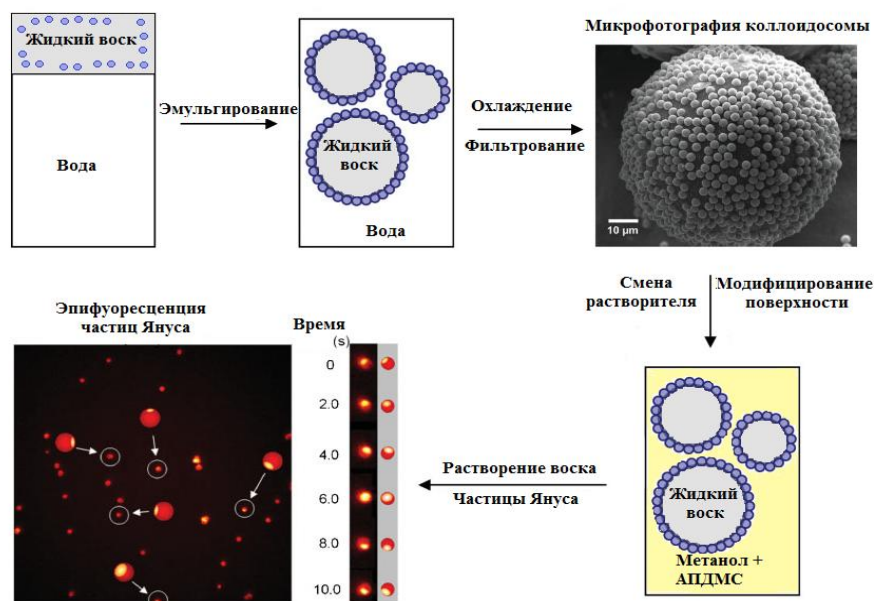 Жидкий воск
Вода
Эмульгирование
Жидкий
воск
Вода
Охлаждение
Фильтрование
Микрофотография коллоидосомы
10 μm
Смена
растворителя
Модифицирование
поверхности
Жидкий
воск
Метанол +
АПДМС
Растворение воска
Частицы Януса
Эпифуоресценция
частиц Януса
Время
(s)
0
2.0
4.0
6.0
8.0
10.0